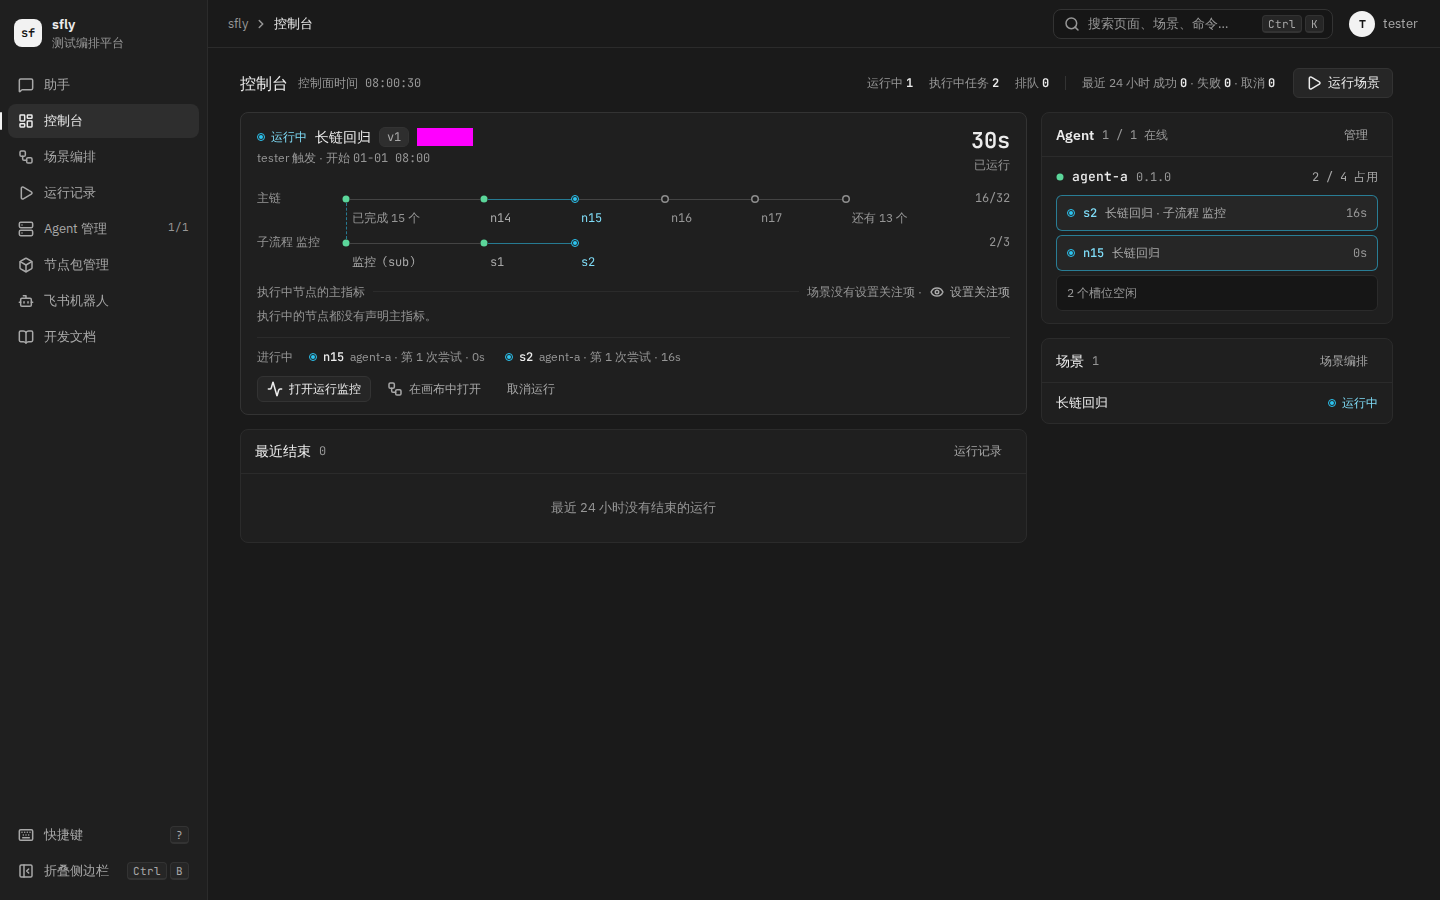 sf
sfly
测试编排平台
助手
控制台
场景编排
运行记录
Agent 管理 1/1
节点包管理
飞书机器人
开发文档
快捷键 ?
折叠侧边栏 Ctrl B
sfly > 控制台
搜索页面、场景、命令... Ctrl K
T tester
控制台 控制面时间 08:00:30
运行中 1 执行中任务 2 排队 0 最近 24 小时 成功 0 · 失败 0 · 取消 0
运行场景
运行中 长链回归 v1
30s
tester 触发 · 开始 01-01 08:00
已运行
主链 16/32
已完成 15 个 n14 n15 n16 n17 还有 13 个
子流程 监控 2/3
监控 (sub) s1 s2
执行中节点的主指标 场景没有设置关注项 · 设置关注项
执行中的节点都没有声明主指标。
进行中 n15 agent-a · 第 1 次尝试 · 0s s2 agent-a · 第 1 次尝试 · 16s
打开运行监控 在画布中打开 取消运行
最近结束 0 运行记录
最近 24 小时没有结束的运行
Agent 1 / 1 在线 管理
agent-a 0.1.0 2 / 4 占用
s2 长链回归 · 子流程 监控 16s
n15 长链回归 0s
2 个槽位空闲
场景 1 场景编排
长链回归 运行中